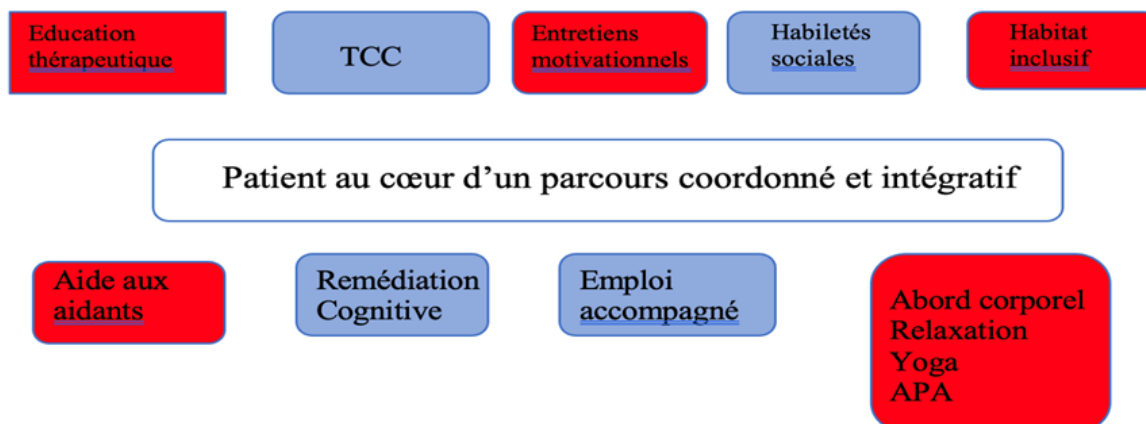 Education
thérapeutique
TCC
Entretiens
motivationnels
Habiletés
sociales
Habitat
inclusif
Patient au cœur d'un parcours coordonné et intégratif
Aide aux
aidants
Remédiation
Cognitive
Emploi
accompagné
Abord corporel
Relaxation
Yoga
APA